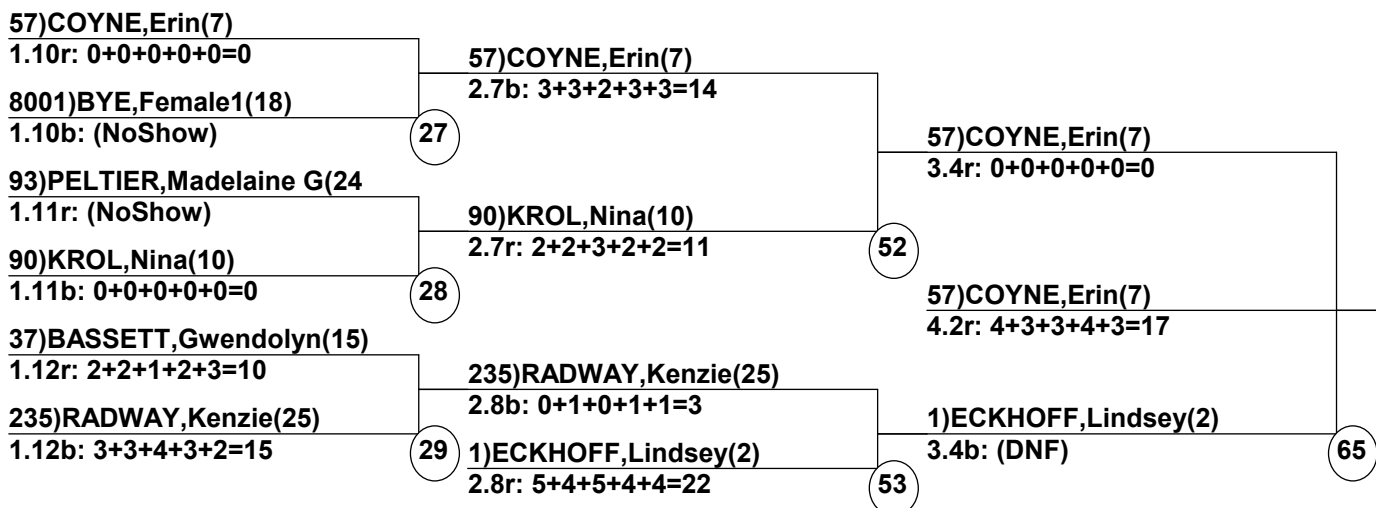 57)COYNE,Erin(7)
1.10r: 0+0+0+0+0=0
8001)BYE,Female1(18)
1.10b: (NoShow)
27
93)PELTIER,Madelaine G(24
1.11r: (NoShow)
90)KROL,Nina(10)
1.11b: 0+0+0+0+0=0
28
37)BASSETT,Gwendolyn(15)
1.12r: 2+2+1+2+3=10
235)RADWAY,Kenzie(25)
1.12b: 3+3+4+3+2=15
29
57)COYNE,Erin(7)
2.7b: 3+3+2+3+3=14
90)KROL,Nina(10)
2.7r: 2+2+3+2+2=11
52
235)RADWAY,Kenzie(25)
2.8b: 0+1+0+1+1=3
1)ECKHOFF,Lindsey(2)
2.8r: 5+4+5+4+4=22
53
57)COYNE,Erin(7)
3.4r: 0+0+0+0+0=0
57)COYNE,Erin(7)
4.2r: 4+3+3+4+3=17
1)ECKHOFF,Lindsey(2)
3.4b: (DNF)
65